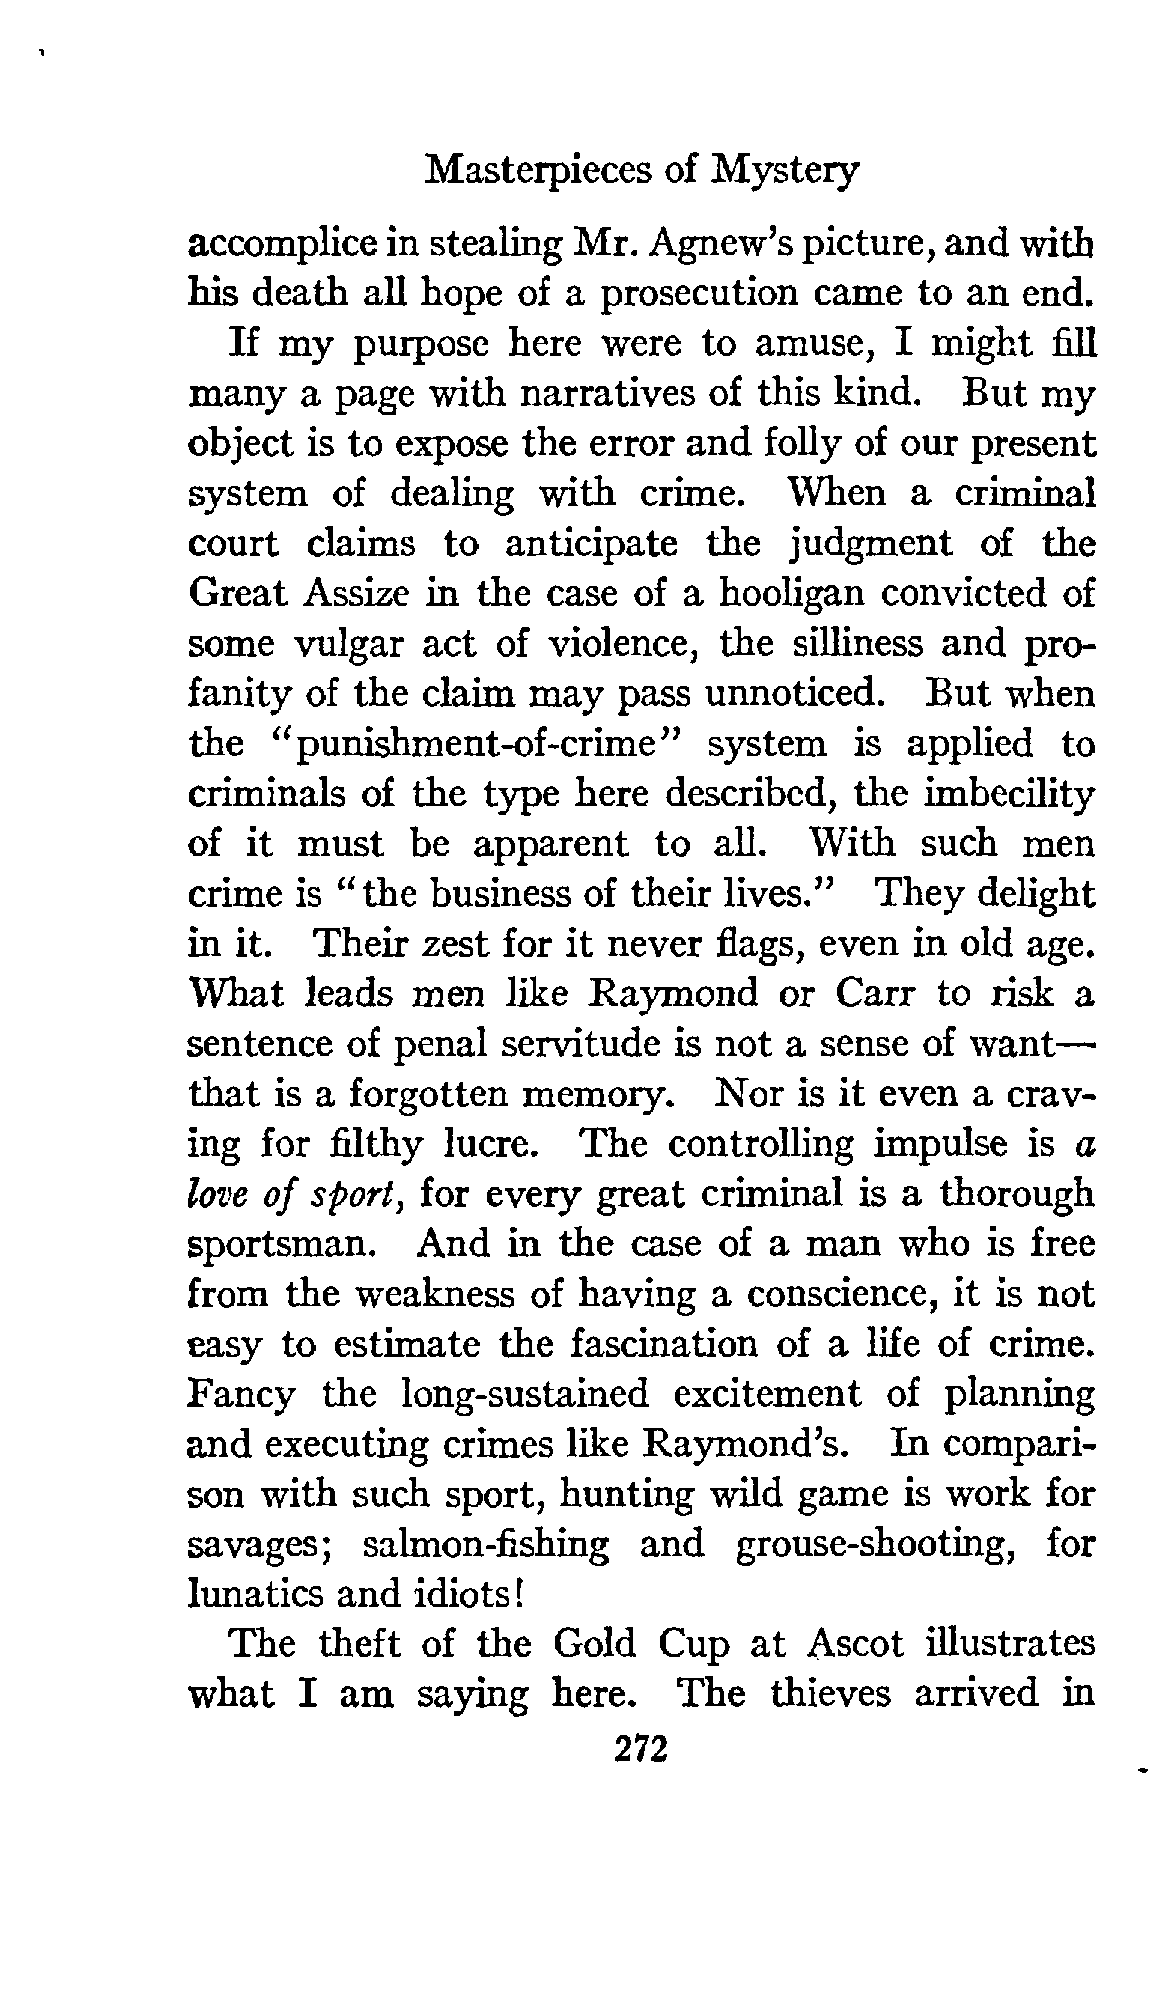 Masterpieces of Mystery
accomplice in stealing Mr. Agnew's picture, and with
his death all hope of a prosecution came to an end.
If my purpose here were to amuse, I might fill
many a page with narratives of this kind. But my
object is to expose the error and folly of our present
system of dealing with crime. When a criminal
court claims to anticipate the judgment of the
Great Assize in the case of a hooligan convicted of
some vulgar act of violence, the silliness and pro-
fanity of the claim may pass unnoticed. But when
the "punishment-of-crime" system is applied to
criminals of the type here described, the imbecility
of it must be apparent to all. With such men
crime is "the business of their lives." They delight
in it. Their zest for it never flags, even in old age.
What leads men like Raymond or Carr to risk a
sentence of penal servitude is not a sense of want—
that is a forgotten memory. Nor is it even a crav-
ing for filthy lucre. The controlling impulse is a
love of sport, for every great criminal is a thorough
sportsman. And in the case of a man who is free
from the weakness of having a conscience, it is not
easy to estimate the fascination of a life of crime.
Fancy the long-sustained excitement of planning
and executing crimes like Raymond's. In compari-
son with such sport, hunting wild game is work for
savages; salmon-fishing and grouse-shooting, for
lunatics and idiots!
The theft of the Gold Cup at Ascot illustrates
what I am saying here. The thieves arrived in
272